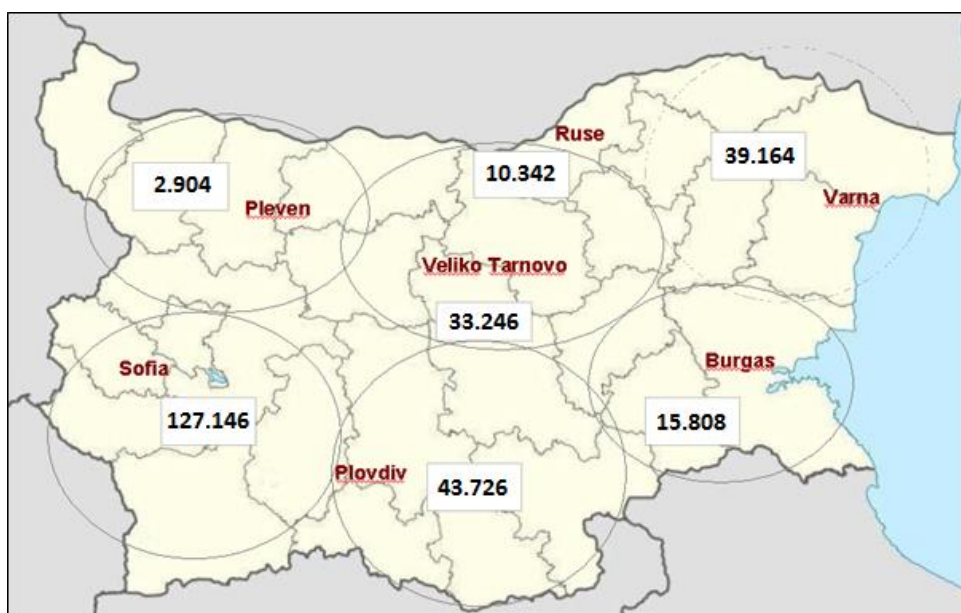 Ruse
39.164
10.342
2.904
Varna
Pleven
Veliko Tarnovo
33.246
Burgas
Sofia
127.146
15.808
Plovdiv
43.726